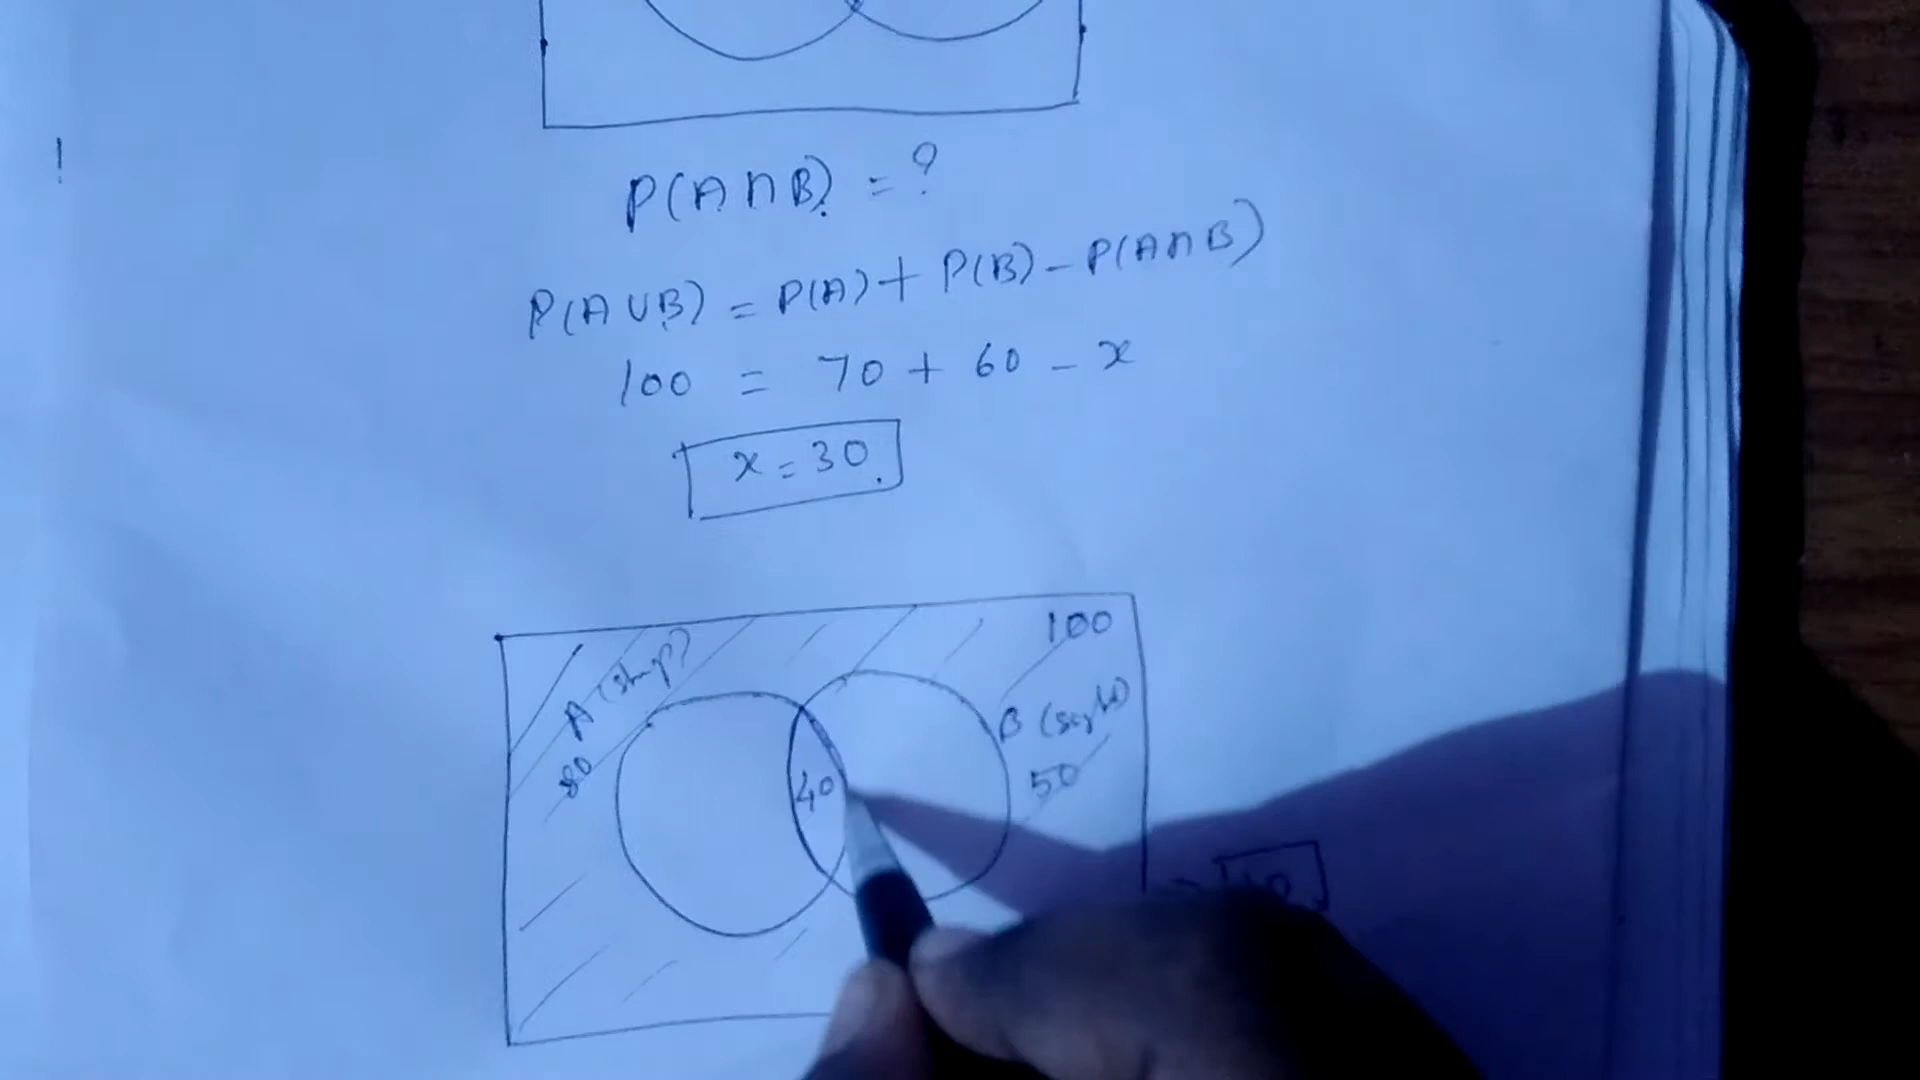 P(A∩B) = ?
P(A∪B) = P(A) + P(B) - P(A∩B)
100 = 70 + 60 - x
x = 30
100
A
80
40
B
50